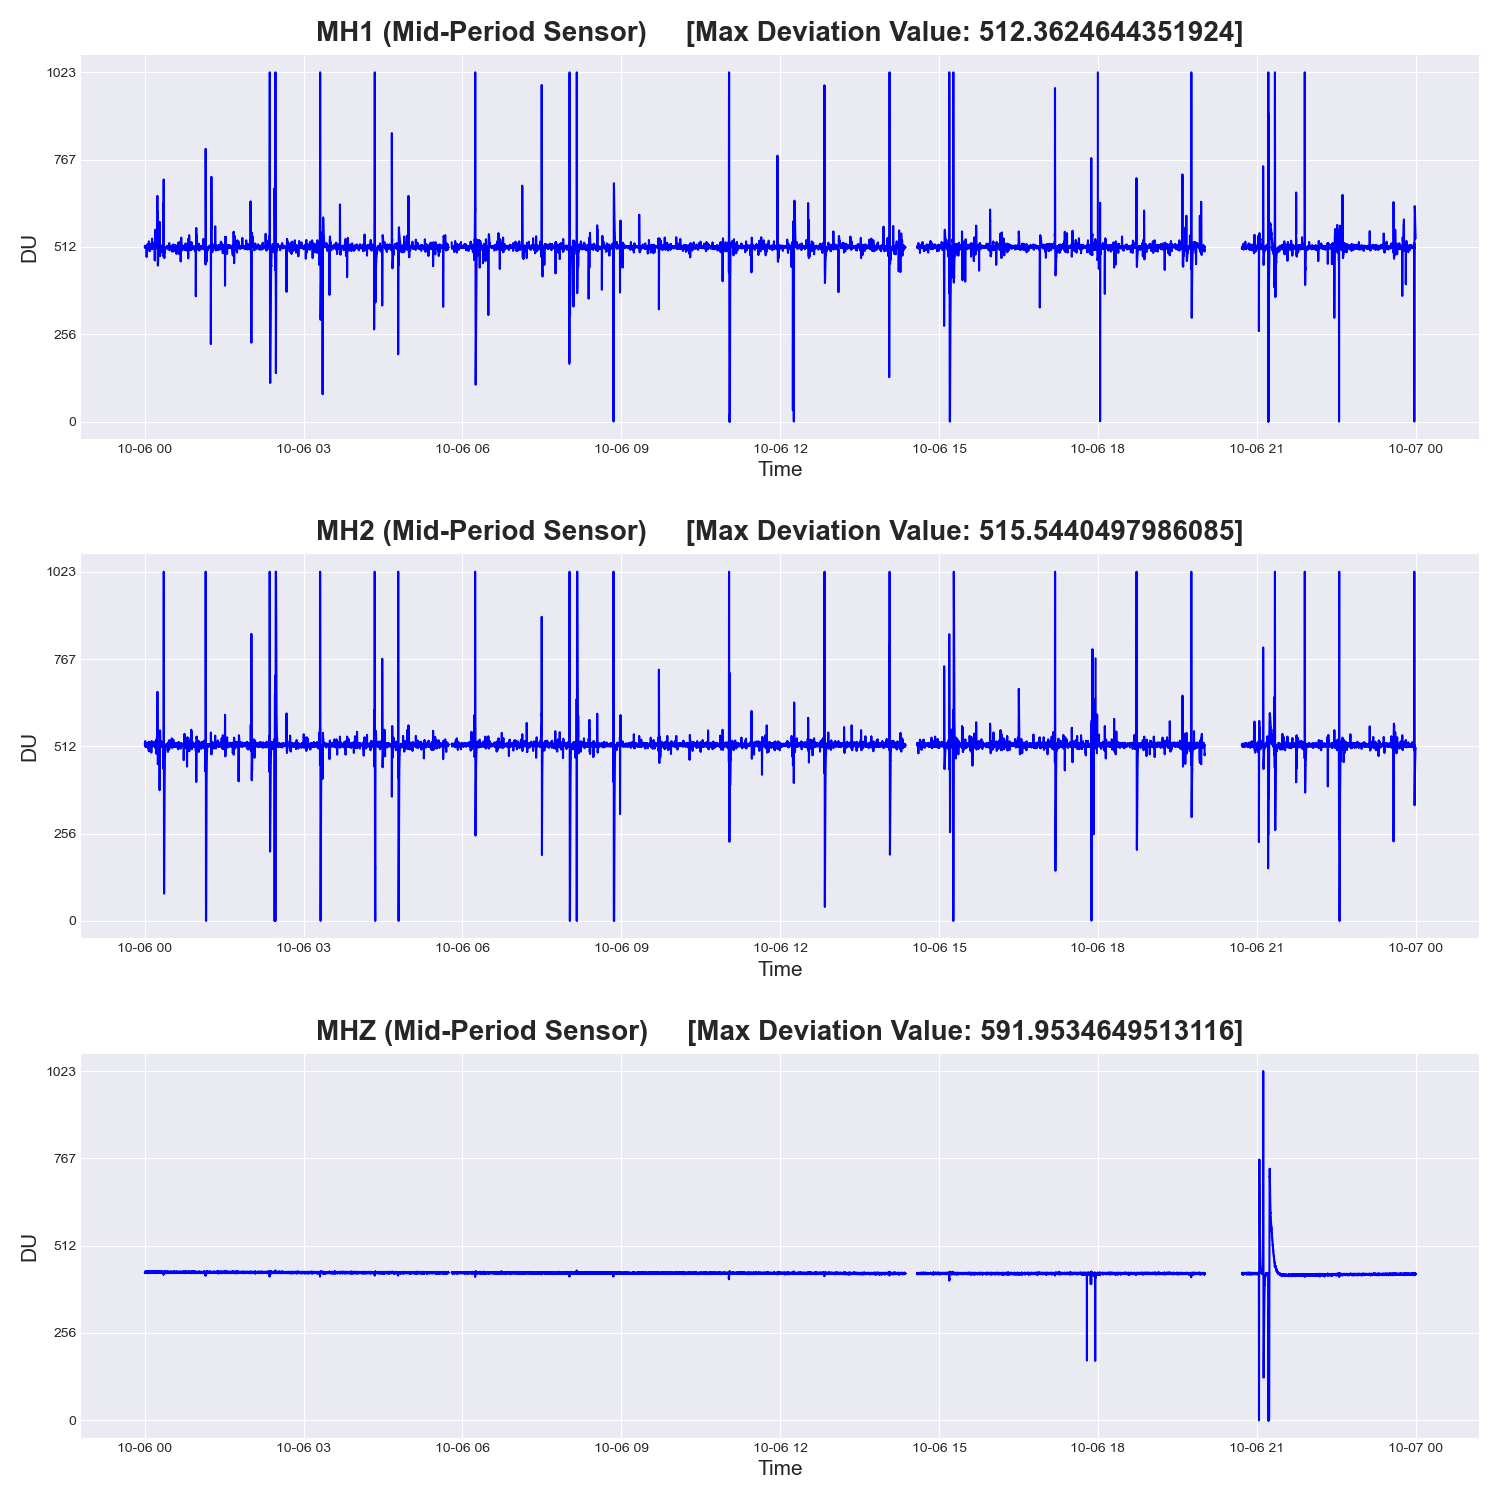 MH1 (Mid-Period Sensor) [Max Deviation Value: 512.3624644351924]
1023
767
512
256
0
DU
10-06 00 10-06 03 10-06 06 10-06 09 10-06 12 10-06 15 10-06 18 10-06 21 10-07 00
Time
MH2 (Mid-Period Sensor) [Max Deviation Value: 515.5440497986085]
1023
767
512
256
0
DU
10-06 00 10-06 03 10-06 06 10-06 09 10-06 12 10-06 15 10-06 18 10-06 21 10-07 00
Time
MHZ (Mid-Period Sensor) [Max Deviation Value: 591.9534649513116]
1023
767
512
256
0
DU
10-06 00 10-06 03 10-06 06 10-06 09 10-06 12 10-06 15 10-06 18 10-06 21 10-07 00
Time